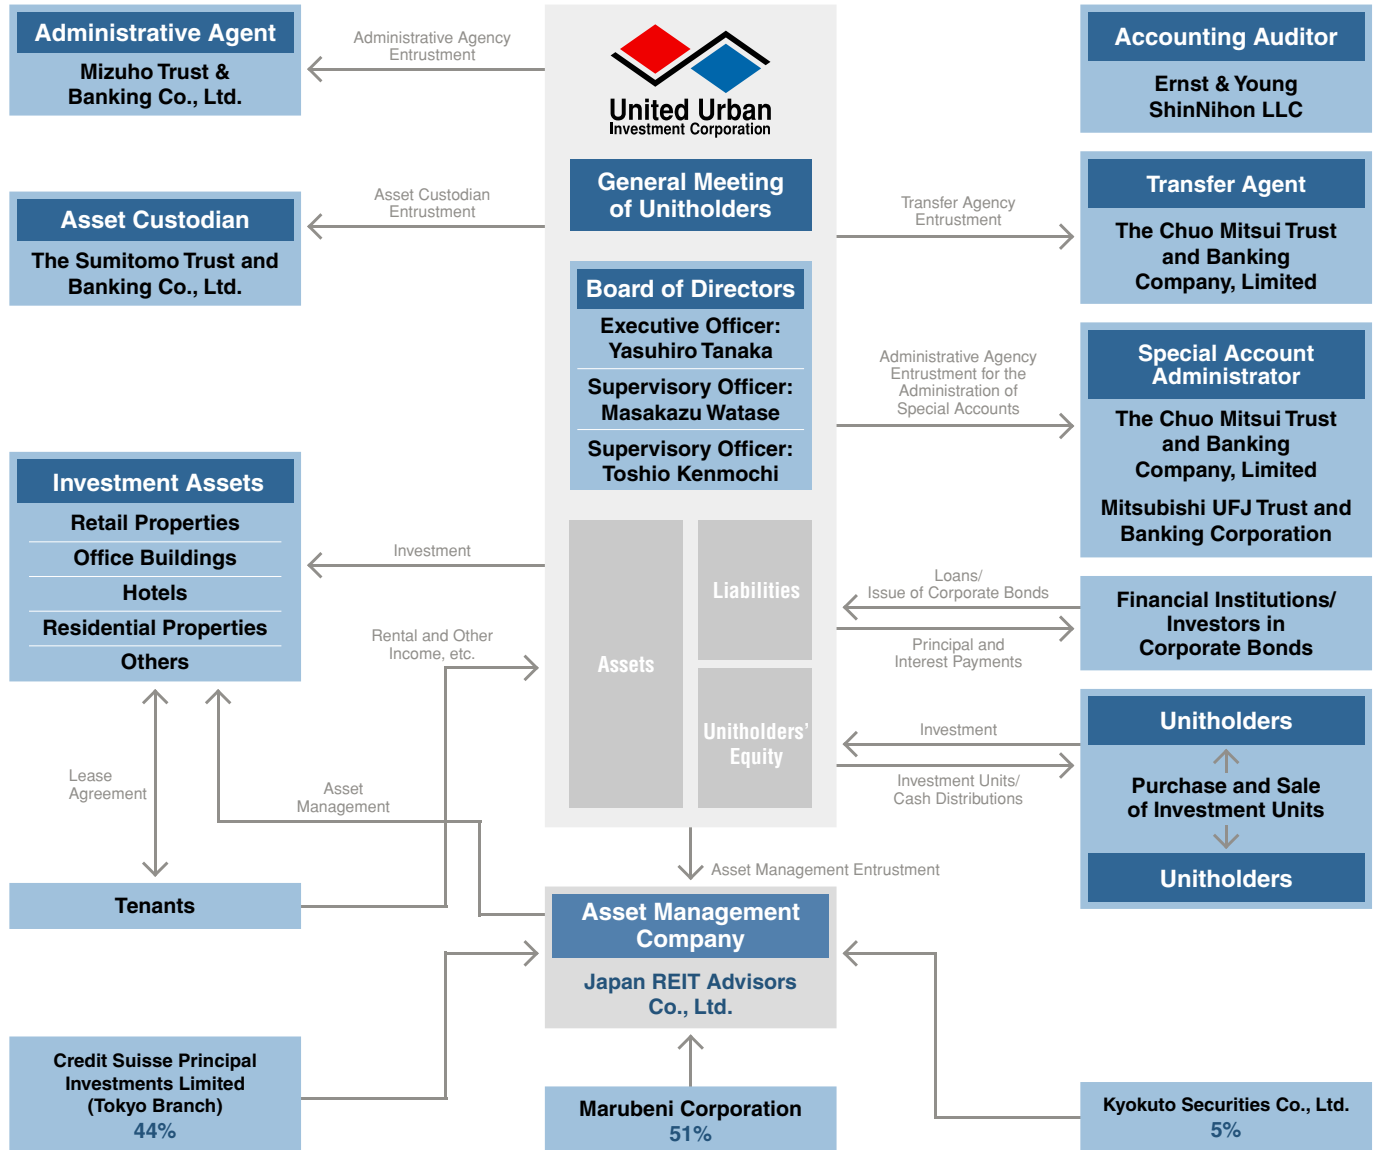 Administrative Agent
Mizuho Trust &
Banking Co., Ltd.
Administrative Agency
Entrustment
United Urban
Investment Corporation
Accounting Auditor
Ernst & Young
ShinNihon LLC
Asset Custodian
The Sumitomo Trust and
Banking Co., Ltd.
Asset Custodian
Entrustment
General Meeting
of Unitholders
Transfer Agency
Entrustment
Transfer Agent
The Chuo Mitsui Trust
and Banking
Company, Limited
Board of Directors
Executive Officer:
Yasuhiro Tanaka
Supervisory Officer:
Masakazu Watase
Supervisory Officer:
Toshio Kenmochi
Administrative Agency
Entrustment for the
Administration of
Special Accounts
Special Account
Administrator
The Chuo Mitsui Trust
and Banking
Company, Limited
Mitsubishi UFJ Trust and
Banking Corporation
Investment Assets
Retail Properties
Office Buildings
Hotels
Residential Properties
Others
Investment
Rental and Other
Income, etc.
Assets
Liabilities
Unitholders'
Equity
Loans/
Issue of Corporate Bonds
Principal and
Interest Payments
Financial Institutions/
Investors in
Corporate Bonds
Investment
Investment Units/
Cash Distributions
Unitholders
Purchase and Sale
of Investment Units
Unitholders
Lease
Agreement
Asset
Management
Tenants
Asset Management Entrustment
Asset Management
Company
Japan REIT Advisors
Co., Ltd.
Credit Suisse Principal
Investments Limited
(Tokyo Branch)
44%
Marubeni Corporation
51%
Kyokuto Securities Co., Ltd.
5%